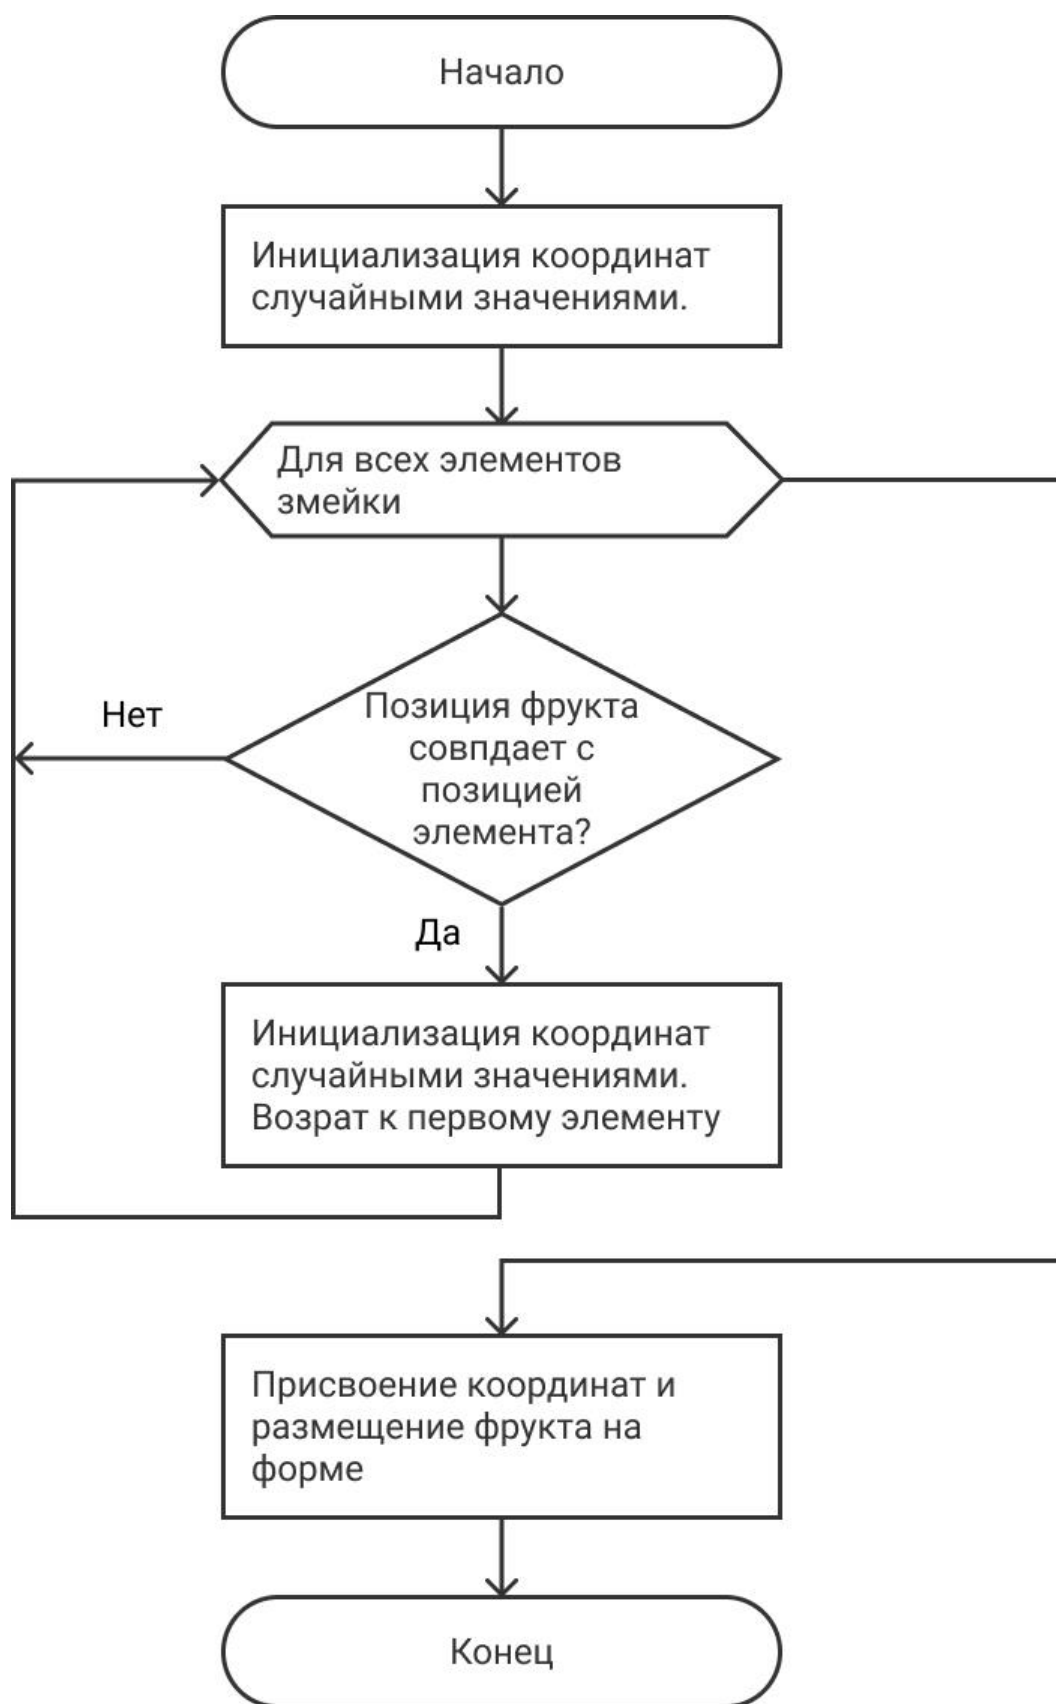 Начало
Инициализация координат
случайными значениями.
Для всех элементов
змейки
Позиция фрукта
совпдает с
позицией
элемента?
Нет
Да
Инициализация координат
случайными значениями.
Возрат к первому элементу
Присвоение координат и
размещение фрукта на
форме
Конец